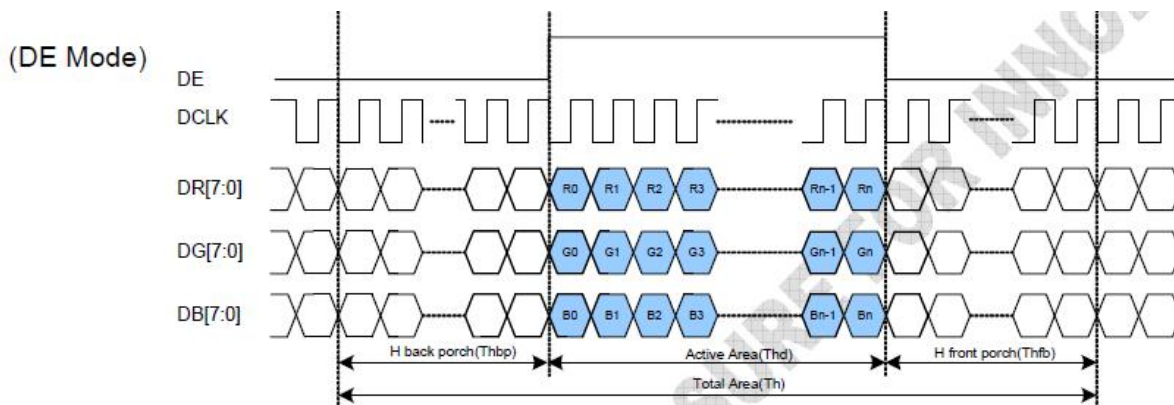 (DE Mode)
DE
DCLK
DR[7:0]
R0 R1 R2 R3 Rn-1 Rn
DG[7:0]
G0 G1 G2 G3 Gn-1 Gn
DB[7:0]
B0 B1 B2 B3 Bn-1 Bn
H back porch(Thbp) Active Area(Thd) H front porch(Thfb)
Total Area(Th)
FOR